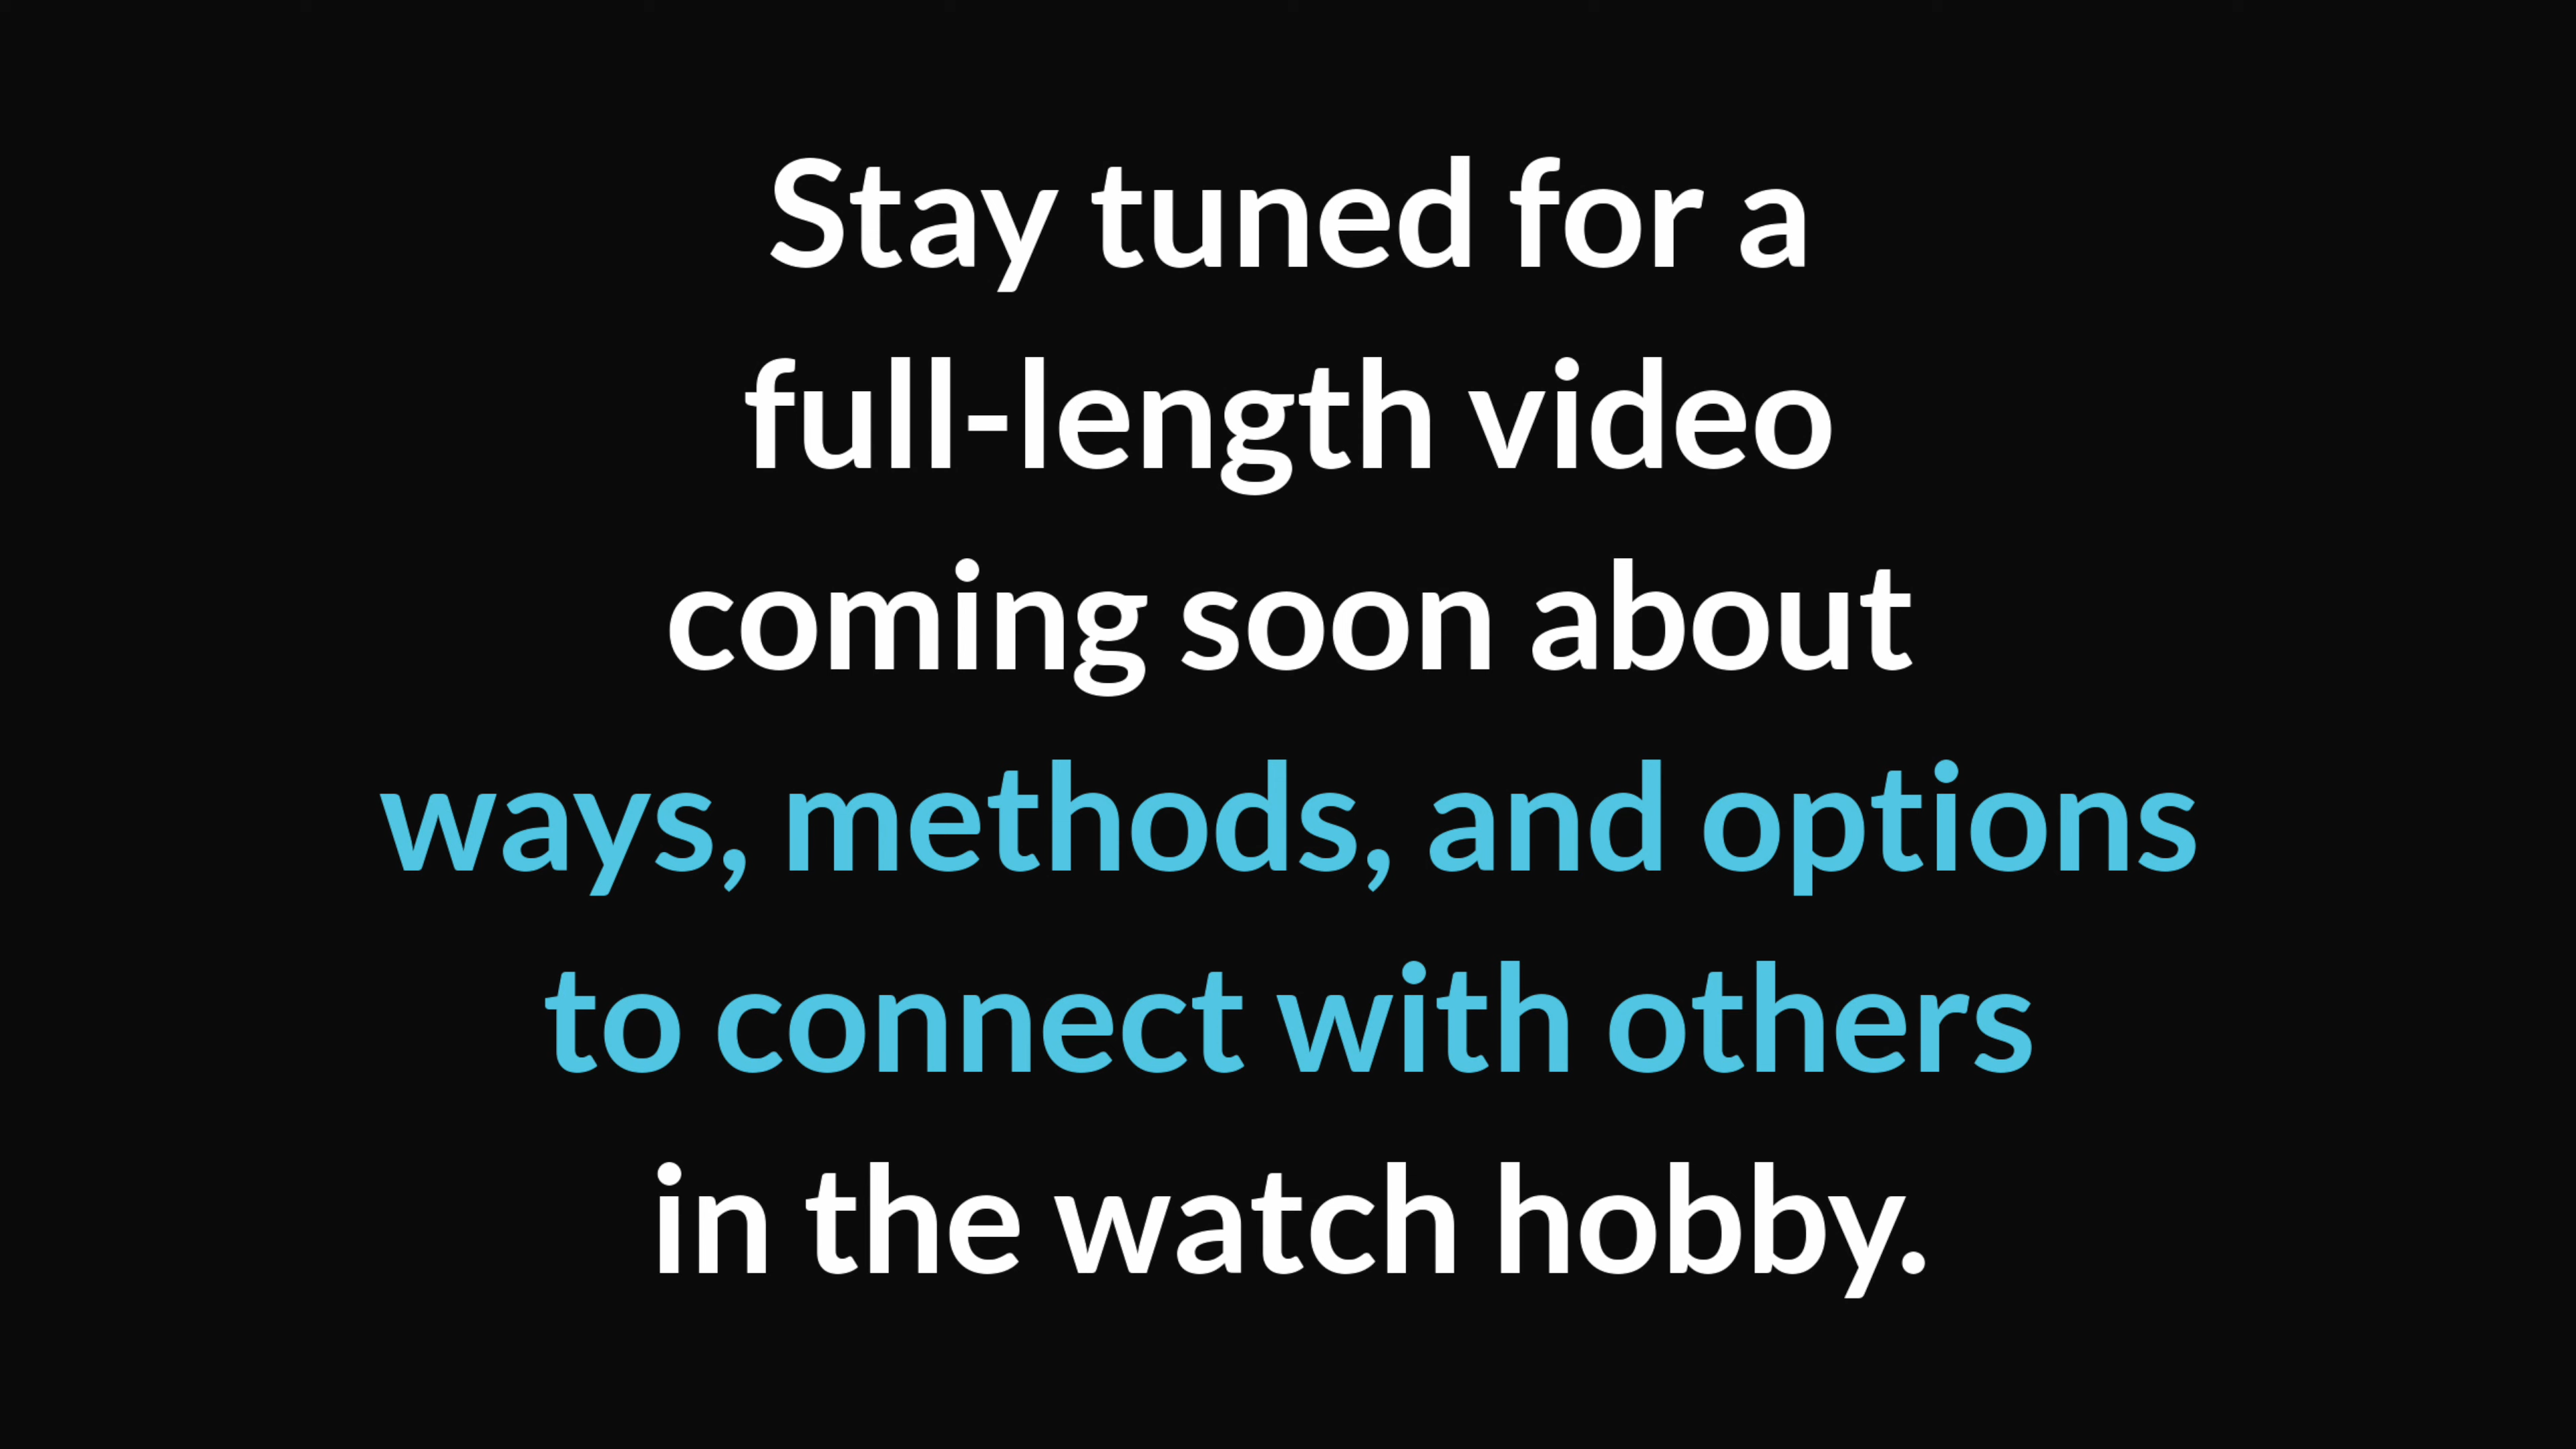 Stay tuned for a
full-length video
coming soon about
ways, methods, and options
to connect with others
in the watch hobby.